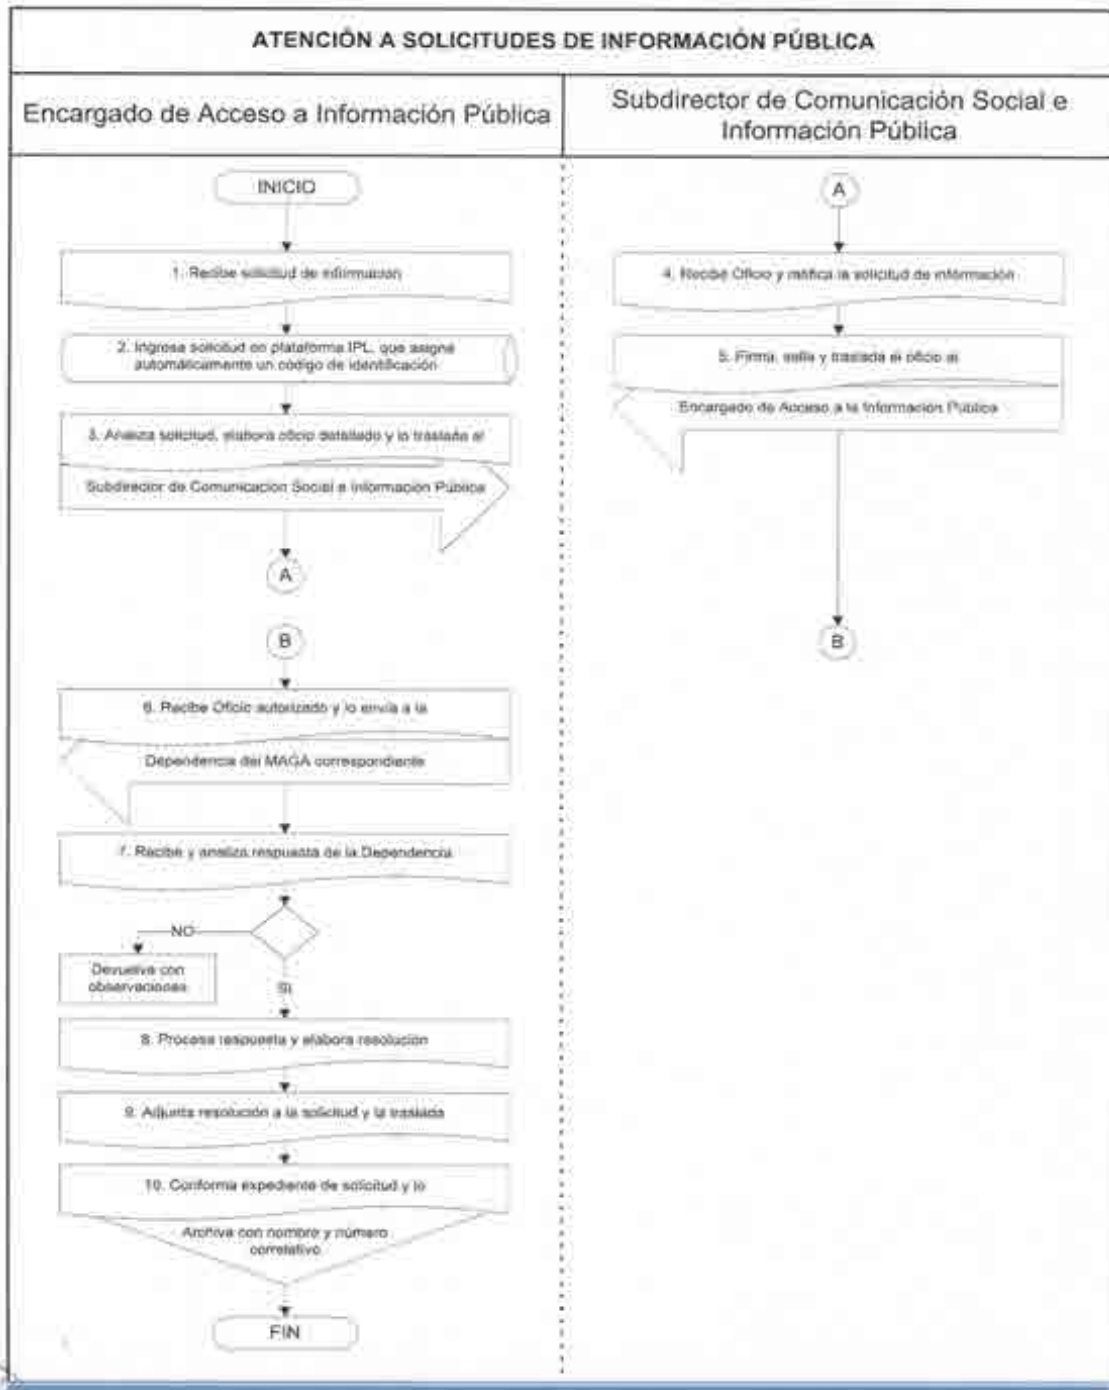 ATENCIÓN A SOLICITUDES DE INFORMACIÓN PÚBLICA
Encargado de Acceso a Información Pública
Subdirector de Comunicación Social e
Información Pública
INICIO
1. Recibe solicitud de información
2. Ingresa solicitud en plataforma IPL, que asigna
automáticamente un código de identificación
3. Analiza solicitud, elabora oficio detallado y lo traslada al
Subdirector de Comunicación Social e Información Pública
A
B
6. Recibe Oficio autorizado y lo envía a la
Dependencia del MAGA correspondiente
7. Recibe y analiza respuesta de la Dependencia
NO
Devuelve con
observaciones
SI
8. Procesa respuesta y elabora resolución
9. Adjunta resolución a la solicitud y la traslada
10. Conforma expediente de solicitud y lo
Archiva con nombre y número
correlativo
FIN
A
4. Recibe Oficio y ratifica la solicitud de información
5. Firma, sella y traslada el oficio al
Encargado de Acceso a la Información Pública
B